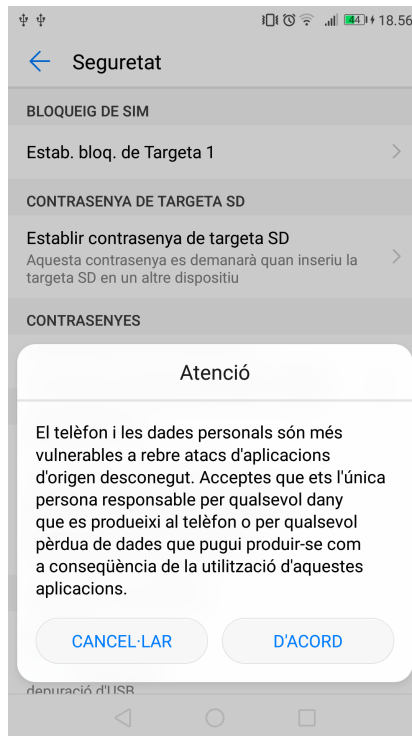 44 18.56
Seguretat
BLOQUEIG DE SIM
Estab. bloq. de Targeta 1
CONTRASENYA DE TARGETA SD
Establir contrasenya de targeta SD
Aquesta contrasenya es demanarà quan inseriu la
targeta SD en un altre dispositiu
CONTRASENYES
Atenció
El telèfon i les dades personals són més
vulnerables a rebre atacs d'aplicacions
d'origen desconegut. Acceptes que ets l'única
persona responsable per qualsevol dany
que es produeixi al telèfon o per qualsevol
pèrdua de dades que pugui produir-se com
a conseqüència de la utilització d'aquestes
aplicacions.
CANCEL·LAR D'ACORD
depuració d'USB